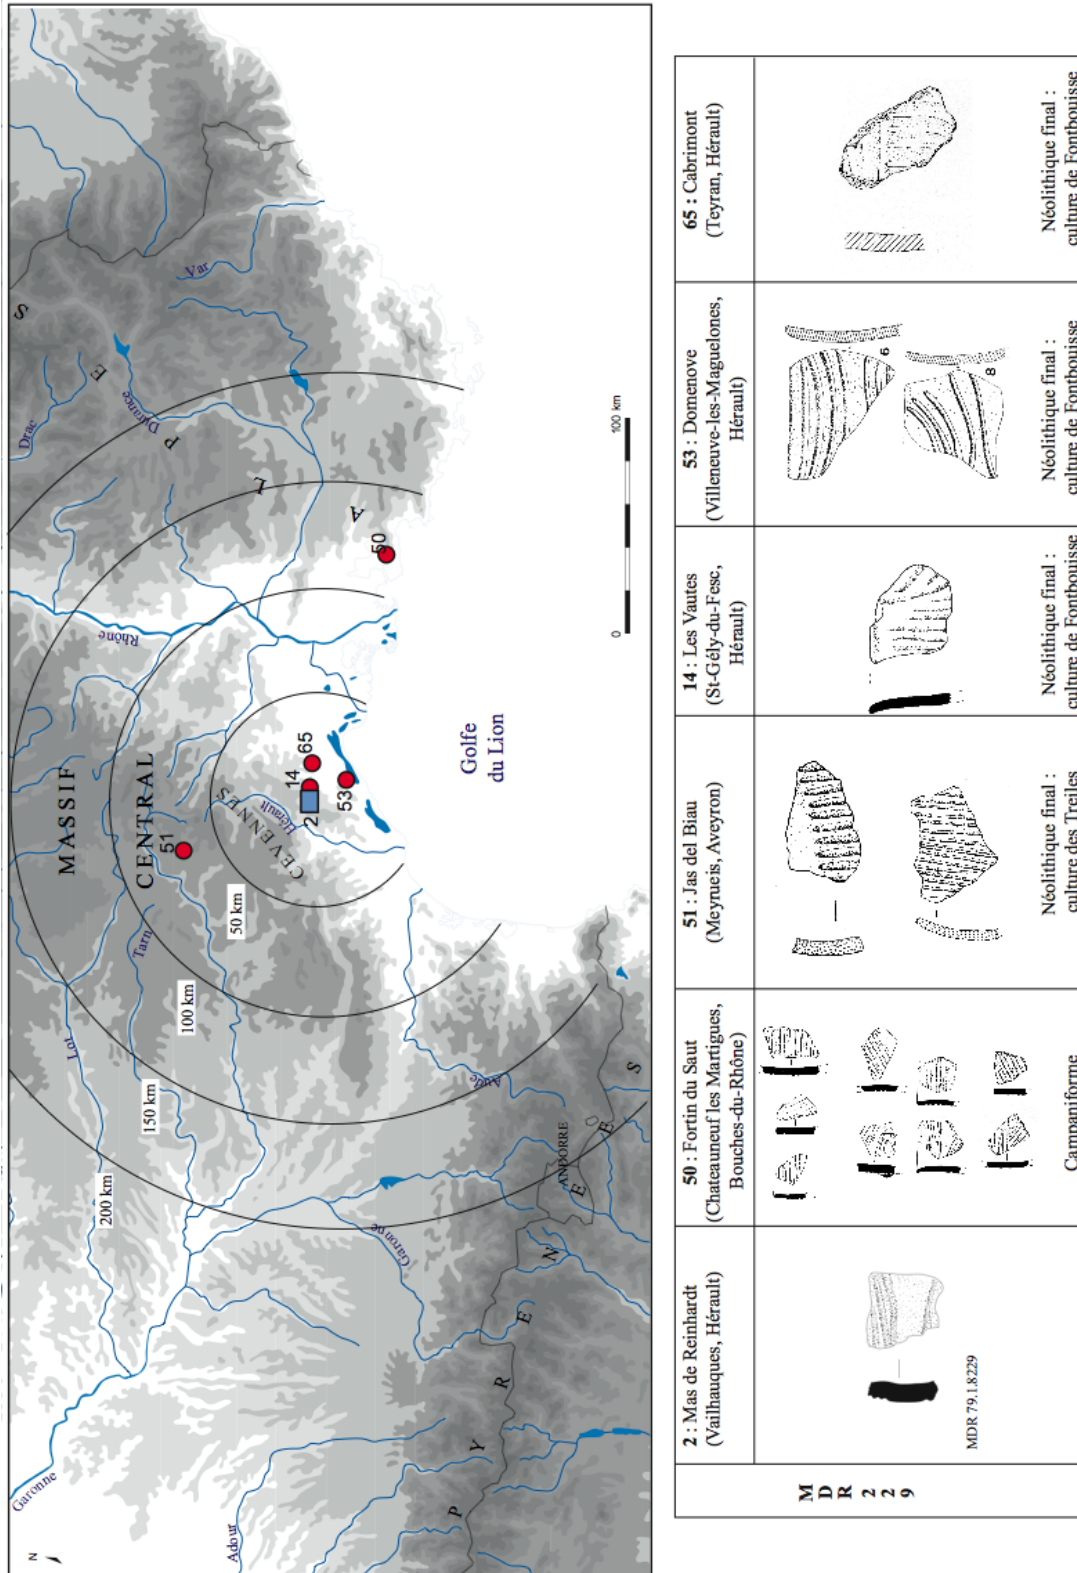 N
Garonne
Adour
Lot
Tarn
Garonne
Aude
Hérault
Rhône
Drac
Durance
Var
MASSIF
CENTRAL
CEVENNES
A L P E S
P Y R E N E E S
ANDORRE
Golfe
du Lion
200 km
150 km
100 km
50 km
51
2
14
65
53
50
0
100 km
M
D
R
2
2
9
2 : Mas de Reinhardt
(Vailhauques, Hérault)
MDR 79.1.8229
50 : Fortin du Saut
(Chateauneuf les Martigues,
Bouches-du-Rhône)
Campaniforme
51 : Jas del Biau
(Meyrueis, Aveyron)
Néolithique final :
culture des Treilles
14 : Les Vautes
(St-Gély-du-Fesc,
Hérault)
Néolithique final :
culture de Fontbouisse
53 : Domenove
(Villeneuve-les-Maguelones,
Hérault)
6
8
Néolithique final :
culture de Fontbouisse
65 : Cabrimont
(Teyran, Hérault)
Néolithique final :
culture de Fontbouisse